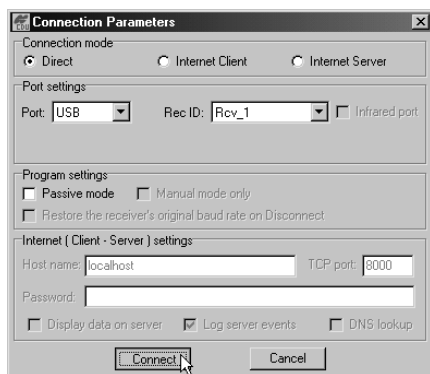 Connection Parameters
Connection mode
Direct Internet Client Internet Server
Port settings
Port: USB Rec ID: Rcv_1 Infrared port
Program settings
Passive mode Manual mode only
Restore the receiver's original baud rate on Disconnect
Internet ( Client - Server ) settings
Host name: localhost TCP port: 8000
Password:
Display data on server Log server events DNS lookup
Connect Cancel